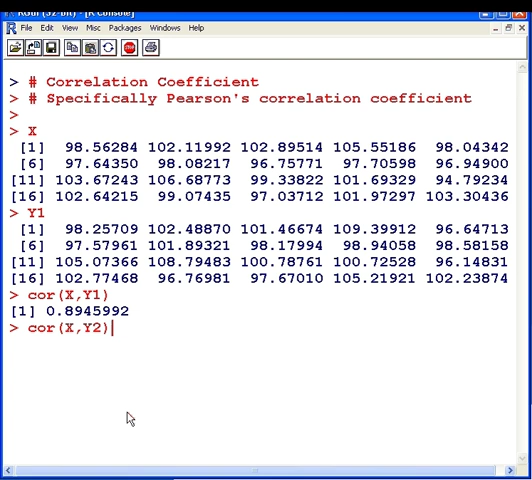 RGui (32-bit) - [R Console]
File Edit View Misc Packages Windows Help
> # Correlation Coefficient
> # Specifically Pearson's correlation coefficient
>
> X
[1] 98.56284 102.11992 102.89514 105.55186 98.04342
[6] 97.64350 98.08217 96.75771 97.70598 96.94900
[11] 103.67243 106.68773 99.33822 101.69329 94.79234
[16] 102.64215 99.07435 97.03712 101.97297 103.30436
> Y1
[1] 98.25709 102.48870 101.46674 109.39912 96.64713
[6] 97.57961 101.89321 98.17994 98.94058 98.58158
[11] 105.07366 108.79483 100.78761 100.72528 96.14831
[16] 102.77468 96.76981 97.67010 105.21921 102.23874
> cor(X,Y1)
[1] 0.8945992
> cor(X,Y2)